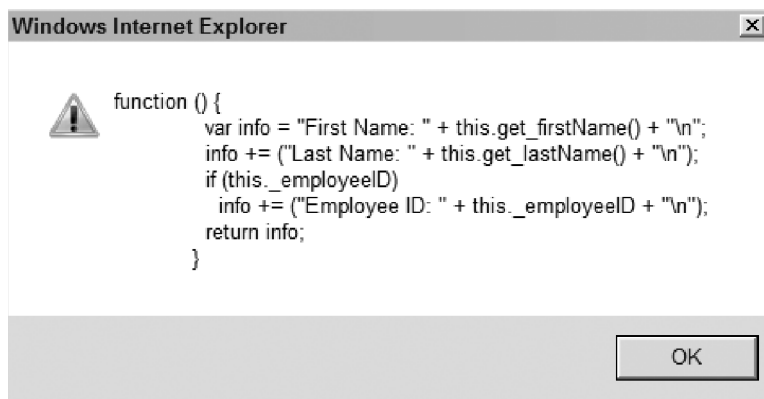 Windows Internet Explorer
function () {
var info = "First Name: " + this.get_firstName() + "\n";
info += ("Last Name: " + this.get_lastName() + "\n");
if (this._employeeID)
info += ("Employee ID: " + this._employeeID + "\n");
return info;
}
OK